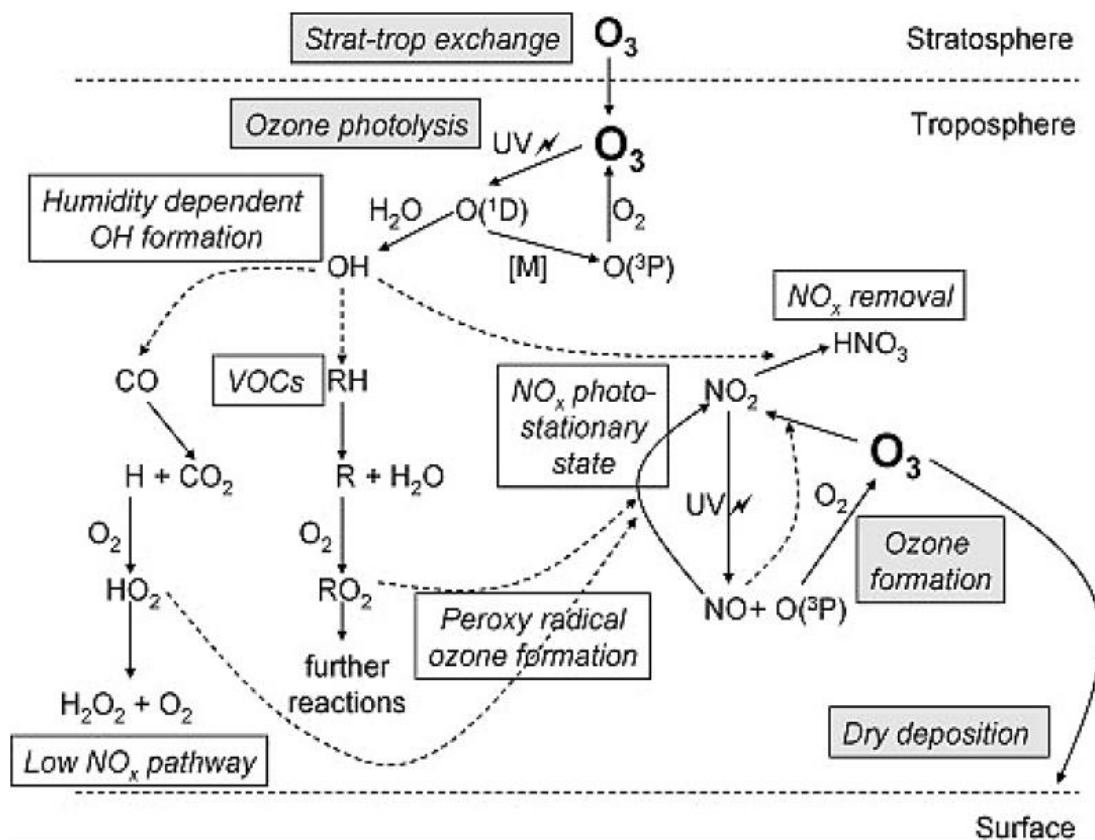 Strat-trop exchange
O₃
Stratosphere
Ozone photolysis
Troposphere
UV
O₃
Humidity dependent
OH formation
H₂O
O(¹D)
O₂
OH
[M]
O(³P)
NOₓ removal
HNO₃
CO
VOCs
RH
NOₓ photo-
stationary
state
NO₂
O₃
H + CO₂
R + H₂O
UV
O₂
O₂
O₂
Ozone
formation
HO₂
RO₂
NO+ O(³P)
Peroxy radical
ozone formation
further
reactions
H₂O₂ + O₂
Dry deposition
Low NOₓ pathway
Surface